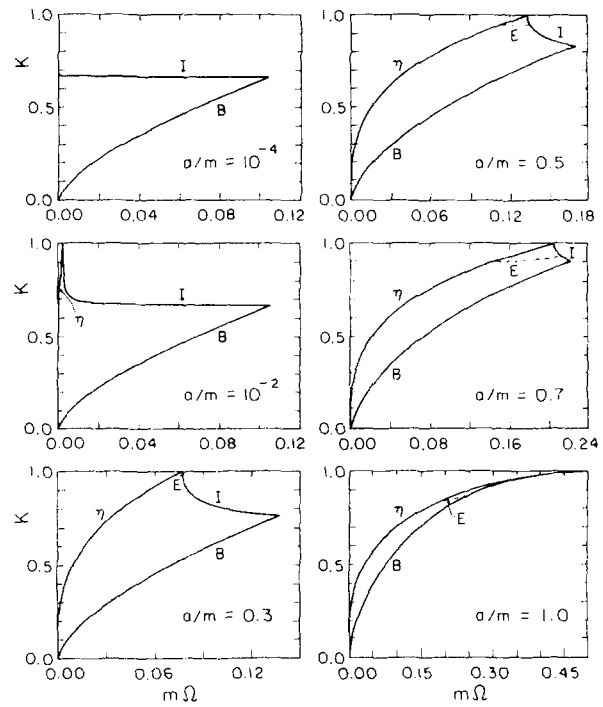 K
1.0
I
0.5
B
a/m = 10⁻⁴
0.0
0.00 0.04 0.08 0.12
1.0
E
I
η
0.5
B
a/m = 0.5
0.0
0.00 0.06 0.12 0.18
K
1.0
I
η
0.5
B
a/m = 10⁻²
0.0
0.00 0.04 0.08 0.12
1.0
I
E
η
0.5
B
a/m = 0.7
0.0
0.00 0.08 0.16 0.24
K
1.0
E
I
η
0.5
B
a/m = 0.3
0.0
0.00 0.06 0.12
mΩ
1.0
η
E
0.5
B
a/m = 1.0
0.0
0.00 0.15 0.30 0.45
mΩ